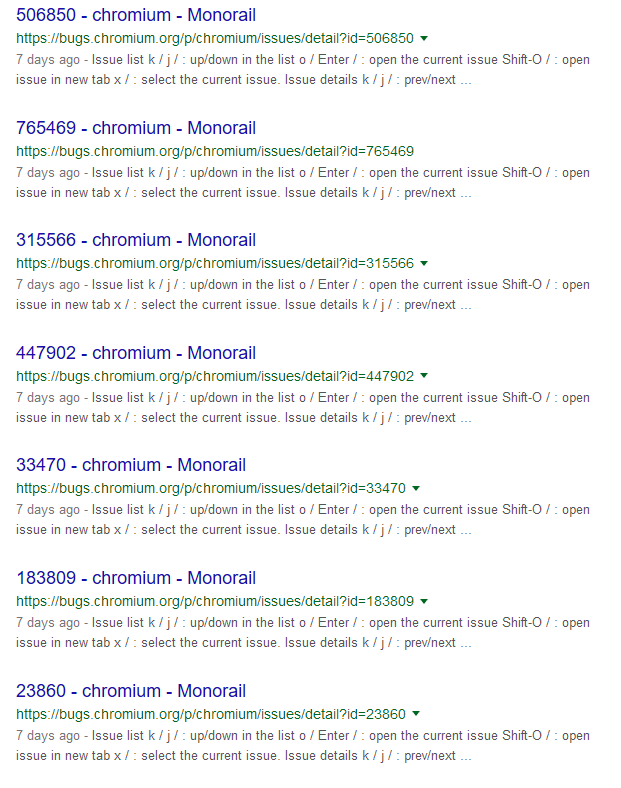 506850 - chromium - Monorail
https://bugs.chromium.org/p/chromium/issues/detail?id=506850
7 days ago - Issue list k / j / : up/down in the list o / Enter / : open the current issue Shift-O / : open
issue in new tab x / : select the current issue. Issue details k / j / : prev/next ...
765469 - chromium - Monorail
https://bugs.chromium.org/p/chromium/issues/detail?id=765469
7 days ago - Issue list k / j / : up/down in the list o / Enter / : open the current issue Shift-O / : open
issue in new tab x / : select the current issue. Issue details k / j / : prev/next ...
315566 - chromium - Monorail
https://bugs.chromium.org/p/chromium/issues/detail?id=315566
7 days ago - Issue list k / j / : up/down in the list o / Enter / : open the current issue Shift-O / : open
issue in new tab x / : select the current issue. Issue details k / j / : prev/next ...
447902 - chromium - Monorail
https://bugs.chromium.org/p/chromium/issues/detail?id=447902
7 days ago - Issue list k / j / : up/down in the list o / Enter / : open the current issue Shift-O / : open
issue in new tab x / : select the current issue. Issue details k / j / : prev/next ...
33470 - chromium - Monorail
https://bugs.chromium.org/p/chromium/issues/detail?id=33470
7 days ago - Issue list k / j / : up/down in the list o / Enter / : open the current issue Shift-O / : open
issue in new tab x / : select the current issue. Issue details k / j / : prev/next ...
183809 - chromium - Monorail
https://bugs.chromium.org/p/chromium/issues/detail?id=183809
7 days ago - Issue list k / j / : up/down in the list o / Enter / : open the current issue Shift-O / : open
issue in new tab x / : select the current issue. Issue details k / j / : prev/next ...
23860 - chromium - Monorail
https://bugs.chromium.org/p/chromium/issues/detail?id=23860
7 days ago - Issue list k / j / : up/down in the list o / Enter / : open the current issue Shift-O / : open
issue in new tab x / : select the current issue. Issue details k / j / : prev/next ...